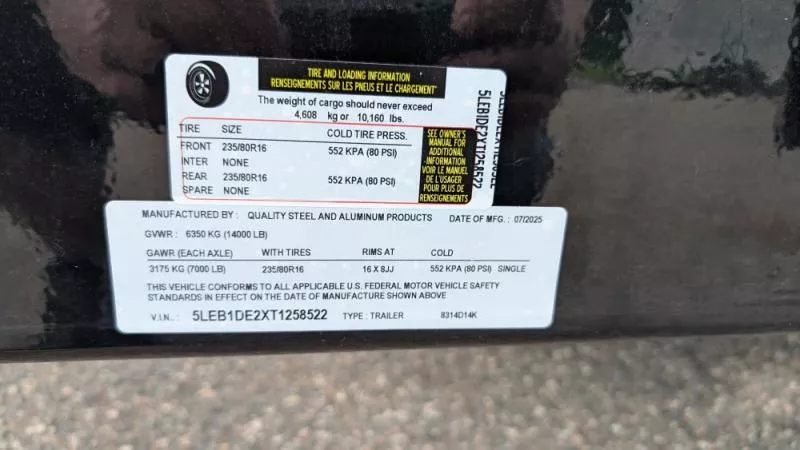 TIRE AND LOADING INFORMATION
RENSEIGNEMENTS SUR LES PNEUS ET LE CHARGEMENT
The weight of cargo should never exceed
4,608 kg or 10,160 lbs.
TIRE SIZE COLD TIRE PRESS.
FRONT 235/80R16 552 KPA (80 PSI)
INTER NONE
REAR 235/80R16 552 KPA (80 PSI)
SPARE NONE
SEE OWNER'S
MANUAL FOR
ADDITIONAL
INFORMATION
VOIR LE MANUEL
DE L'USAGER
POUR PLUS DE
RENSEIGNEMENTS
5LEB1DE2XT1258522
MANUFACTURED BY : QUALITY STEEL AND ALUMINUM PRODUCTS DATE OF MFG. : 07/2025
GVWR : 6350 KG (14000 LB)
GAWR (EACH AXLE) WITH TIRES RIMS AT COLD
3175 KG (7000 LB) 235/80R16 16 X 8JJ 552 KPA (80 PSI) SINGLE
THIS VEHICLE CONFORMS TO ALL APPLICABLE U.S. FEDERAL MOTOR VEHICLE SAFETY
STANDARDS IN EFFECT ON THE DATE OF MANUFACTURE SHOWN ABOVE
V.I.N.. : 5LEB1DE2XT1258522 TYPE : TRAILER 8314D14K